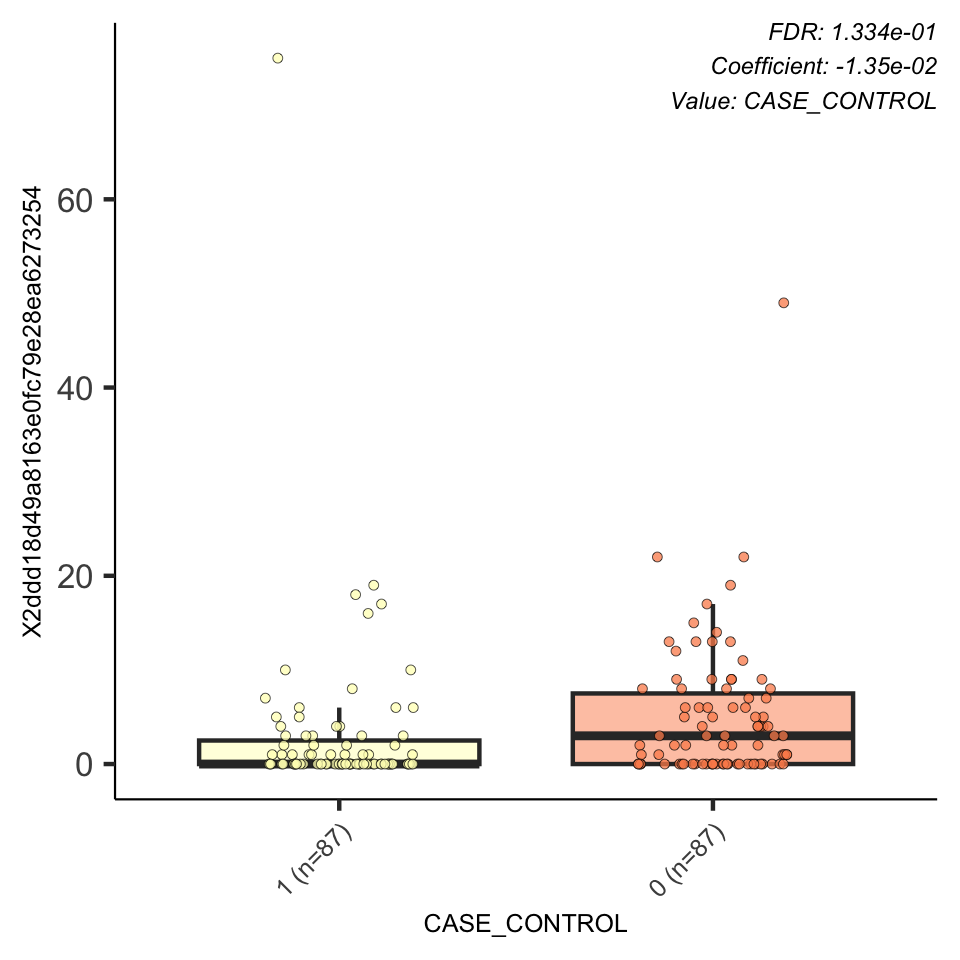 FDR: 1.334e-01
Coefficient: -1.35e-02
Value: CASE_CONTROL
X2ddd18d49a8163e0fc79e28ea6273254
60
40
20
0
1 (n=87)
0 (n=87)
CASE_CONTROL